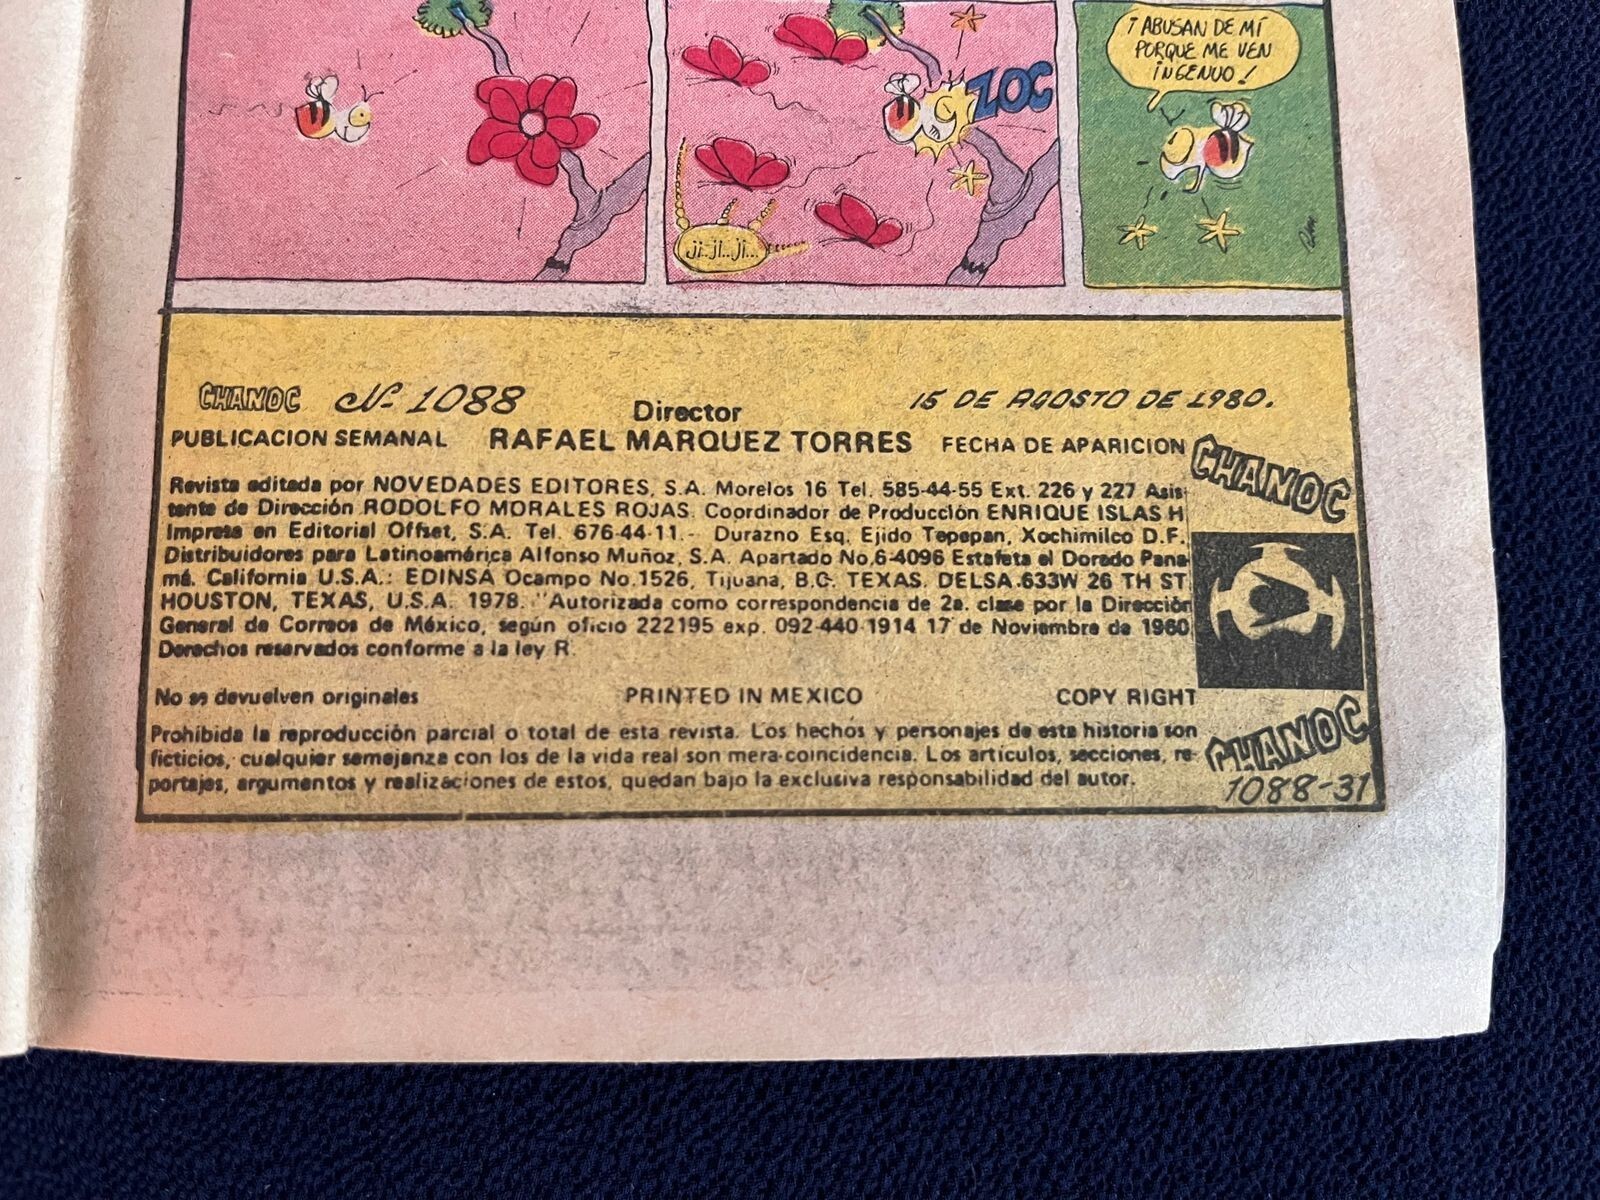 ¡ABUSAN DE MÍ
PORQUE ME VEN
INGENUO!
ZOC
ji..ji..ji...
CHANOC Nº 1088
Director
15 DE AGOSTO DE 1980.
PUBLICACION SEMANAL RAFAEL MARQUEZ TORRES FECHA DE APARICION
CHANOC
Revista editada por NOVEDADES EDITORES, S.A. Morelos 16 Tel. 585-44-55 Ext. 226 y 227 Asis-
tente de Dirección RODOLFO MORALES ROJAS. Coordinador de Producción ENRIQUE ISLAS H
Impresa en Editorial Offset, S.A. Tel. 676-44-11.- Durazno Esq. Ejido Tepepan, Xochimilco D.F.
Distribuidores para Latinoamérica Alfonso Muñoz, S.A. Apartado No,6-4096 Estafeta el Dorado Pana-
má. California U.S.A.: EDINSA Ocampo No.1526, Tijuana, B.C. TEXAS. DELSA.633W 26 TH ST
HOUSTON, TEXAS, U.S.A. 1978. "Autorizada como correspondencia de 2a. clase por la Dirección
General de Correos de México, según oficio 222195 exp. 092-440-1914 17 de Noviembre de 1960
Derechos reservados conforme a la ley R.
No se devuelven originales PRINTED IN MEXICO COPY RIGHT
Prohibida la reproducción parcial o total de esta revista. Los hechos y personajes de esta historia son
ficticios, cualquier semejanza con los de la vida real son mera coincidencia. Los artículos, secciones, re-
portajes, argumentos y realizaciones de estos, quedan bajo la exclusiva responsabilidad del autor.
CHANOC
1088-31